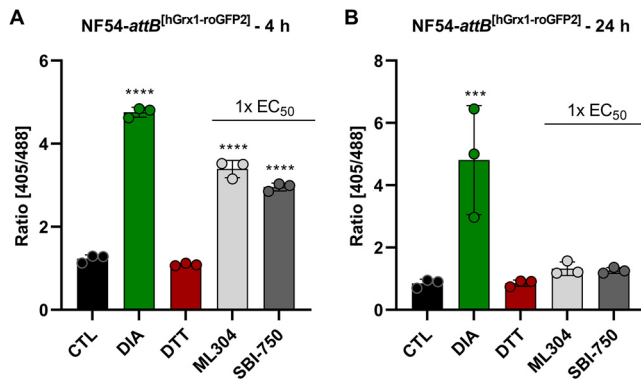 A
NF54-attB[hGrx1-roGFP2] - 4 h
Ratio [405/488]
6
4
2
0
****
1x EC50
****
****
CTL
DIA
DTT
ML304
SBI-750
B
NF54-attB[hGrx1-roGFP2] - 24 h
Ratio [405/488]
8
6
4
2
0
***
1x EC50
CTL
DIA
DTT
ML304
SBI-750